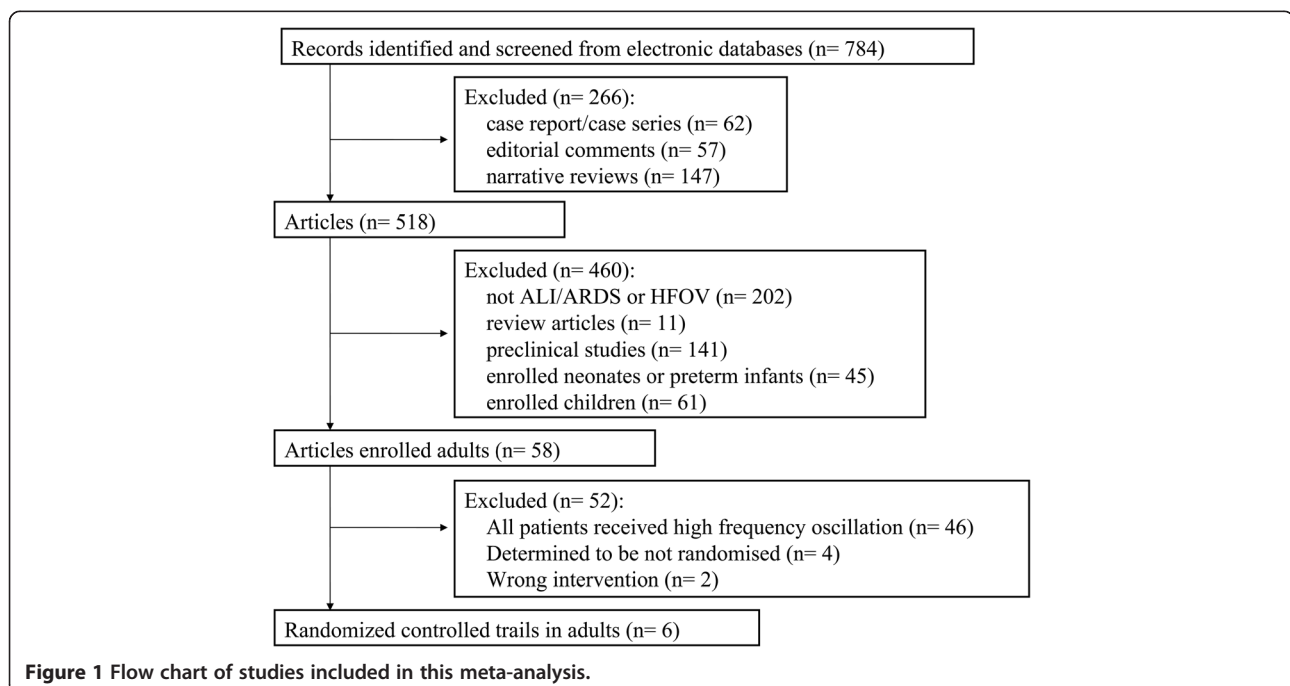 Records identified and screened from electronic databases (n= 784)
Excluded (n= 266):
case report/case series (n= 62)
editorial comments (n= 57)
narrative reviews (n= 147)
Articles (n= 518)
Excluded (n= 460):
not ALI/ARDS or HFOV (n= 202)
review articles (n= 11)
preclinical studies (n= 141)
enrolled neonates or preterm infants (n= 45)
enrolled children (n= 61)
Articles enrolled adults (n= 58)
Excluded (n= 52):
All patients received high frequency oscillation (n= 46)
Determined to be not randomised (n= 4)
Wrong intervention (n= 2)
Randomized controlled trails in adults (n= 6)
Figure 1 Flow chart of studies included in this meta-analysis.